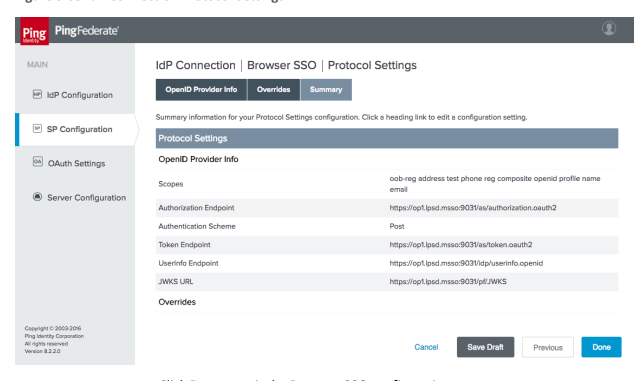 Ping
Identity
PingFederate®
MAIN
IdP Configuration
SP
SP Configuration
OA
OAuth Settings
Server Configuration
Copyright © 2003-2016
Ping Identity Corporation
All rights reserved
Version 8.2.2.0
IdP Connection | Browser SSO | Protocol Settings
OpenID Provider Info Overrides Summary
Summary information for your Protocol Settings configuration. Click a heading link to edit a configuration setting.
Protocol Settings
OpenID Provider Info
Scopes oob-reg address test phone reg composite openid profile name
email
Authorization Endpoint https://op1.lpsd.msso:9031/as/authorization.oauth2
Authentication Scheme Post
Token Endpoint https://op1.lpsd.msso:9031/as/token.oauth2
UserInfo Endpoint https://op1.lpsd.msso:9031/idp/userinfo.openid
JWKS URL https://op1.lpsd.msso:9031/pf/JWKS
Overrides
Cancel Save Draft Previous Done